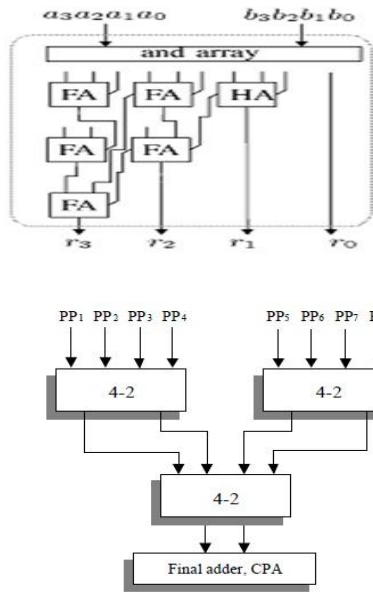 a3a2a1a0 b3b2b1b0
and array
FA FA HA
FA FA
FA
r3 r2 r1 r0
PP1 PP2 PP3 PP4 PP5 PP6 PP7
4-2 4-2
4-2
Final adder, CPA